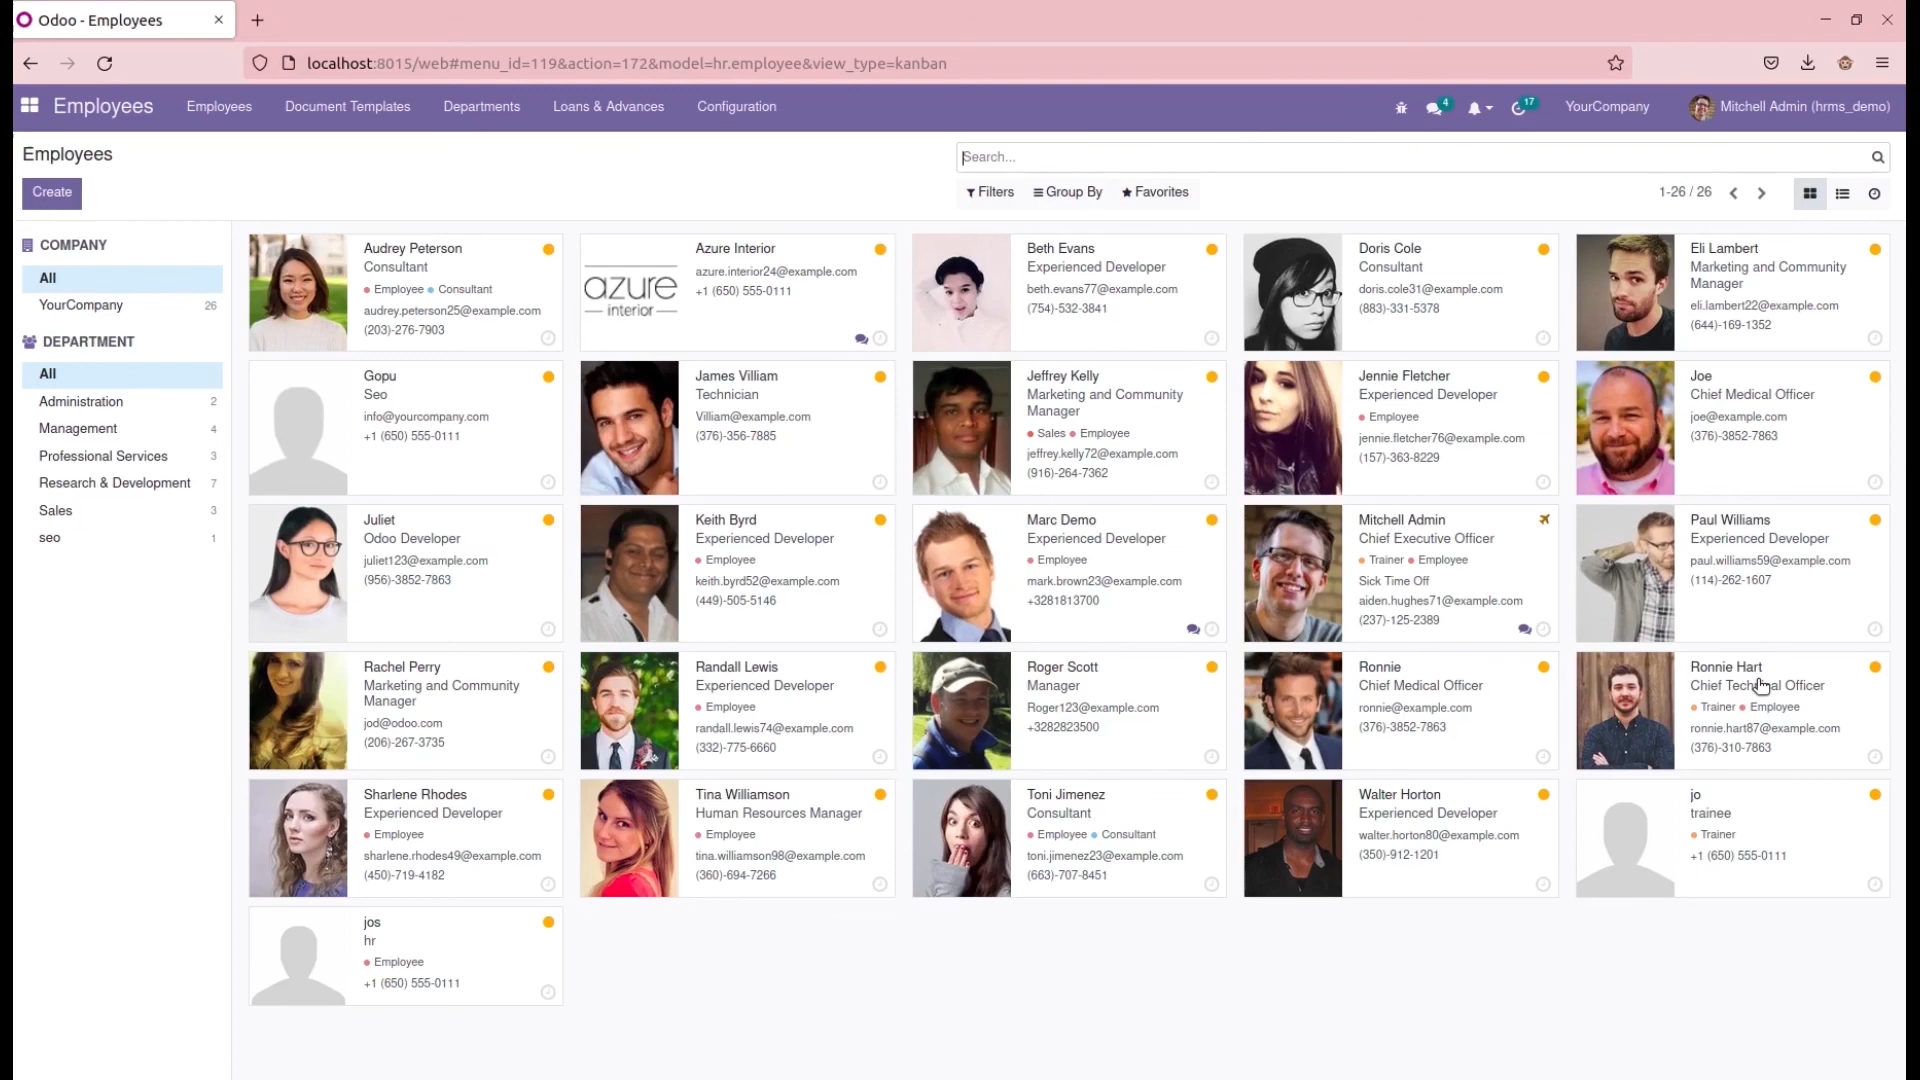 Odoo - Employees
localhost:8015/web#menu_id=119&action=172&model=hr.employee&view_type=kanban
Employees Employees Document Templates Departments Loans & Advances Configuration 4 17 YourCompany Mitchell Admin (hrms_demo)
Employees
Search...
Create
Filters Group By Favorites 1-26 / 26
COMPANY
All
YourCompany 26
DEPARTMENT
All
Administration 2
Management 4
Professional Services 3
Research & Development 7
Sales 3
seo 1
Audrey Peterson
Consultant
Employee Consultant
audrey.peterson25@example.com
(203)-276-7903
azure
interior
Azure Interior
azure.interior24@example.com
+1 (650) 555-0111
Beth Evans
Experienced Developer
beth.evans77@example.com
(754)-532-3841
Doris Cole
Consultant
doris.cole31@example.com
(883)-331-5378
Eli Lambert
Marketing and Community
Manager
eli.lambert22@example.com
(644)-169-1352
Gopu
Seo
info@yourcompany.com
+1 (650) 555-0111
James Villiam
Technician
Villiam@example.com
(376)-356-7885
Jeffrey Kelly
Marketing and Community
Manager
Sales Employee
jeffrey.kelly72@example.com
(916)-264-7362
Jennie Fletcher
Experienced Developer
Employee
jennie.fletcher76@example.com
(157)-363-8229
Joe
Chief Medical Officer
joe@example.com
(376)-3852-7863
Juliet
Odoo Developer
juliet123@example.com
(956)-3852-7863
Keith Byrd
Experienced Developer
Employee
keith.byrd52@example.com
(449)-505-5146
Marc Demo
Experienced Developer
Employee
mark.brown23@example.com
+3281813700
Mitchell Admin
Chief Executive Officer
Trainer Employee
Sick Time Off
aiden.hughes71@example.com
(237)-125-2389
Paul Williams
Experienced Developer
paul.williams59@example.com
(114)-262-1607
Rachel Perry
Marketing and Community
Manager
jod@odoo.com
(206)-267-3735
Randall Lewis
Experienced Developer
Employee
randall.lewis74@example.com
(332)-775-6660
Roger Scott
Manager
Roger123@example.com
+3282823500
Ronnie
Chief Medical Officer
ronnie@example.com
(376)-3852-7863
Ronnie Hart
Chief Technical Officer
Trainer Employee
ronnie.hart87@example.com
(376)-310-7863
Sharlene Rhodes
Experienced Developer
Employee
sharlene.rhodes49@example.com
(450)-719-4182
Tina Williamson
Human Resources Manager
Employee
tina.williamson98@example.com
(360)-694-7266
Toni Jimenez
Consultant
Employee Consultant
toni.jimenez23@example.com
(663)-707-8451
Walter Horton
Experienced Developer
walter.horton80@example.com
(350)-912-1201
jo
trainee
Trainer
+1 (650) 555-0111
jos
hr
Employee
+1 (650) 555-0111